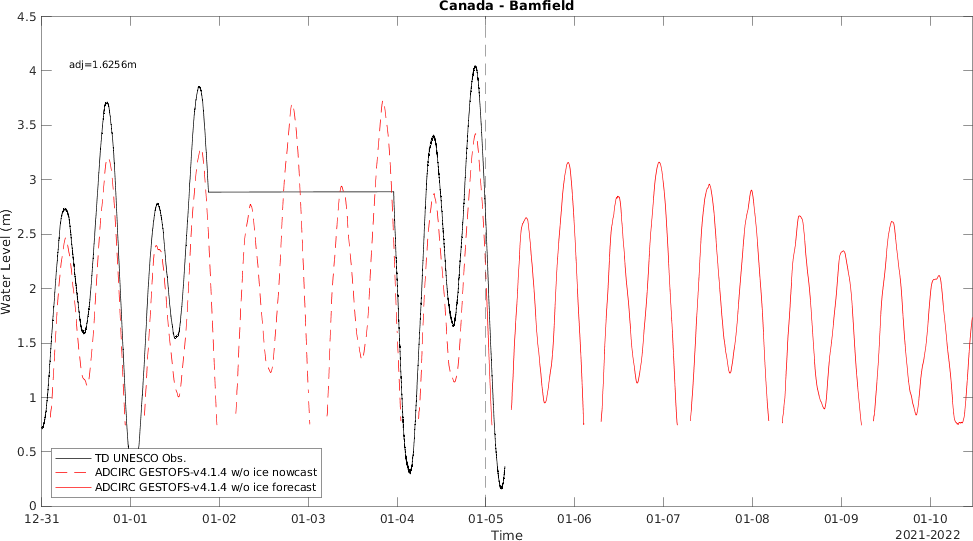 Canada - Bamfield
4.5
4
3.5
3
2.5
2
1.5
1
0.5
0
Water Level (m)
adj=1.6256m
TD UNESCO Obs.
ADCIRC GESTOFS-v4.1.4 w/o ice nowcast
ADCIRC GESTOFS-v4.1.4 w/o ice forecast
12-31 01-01 01-02 01-03 01-04 01-05 01-06 01-07 01-08 01-09 01-10
Time
2021-2022